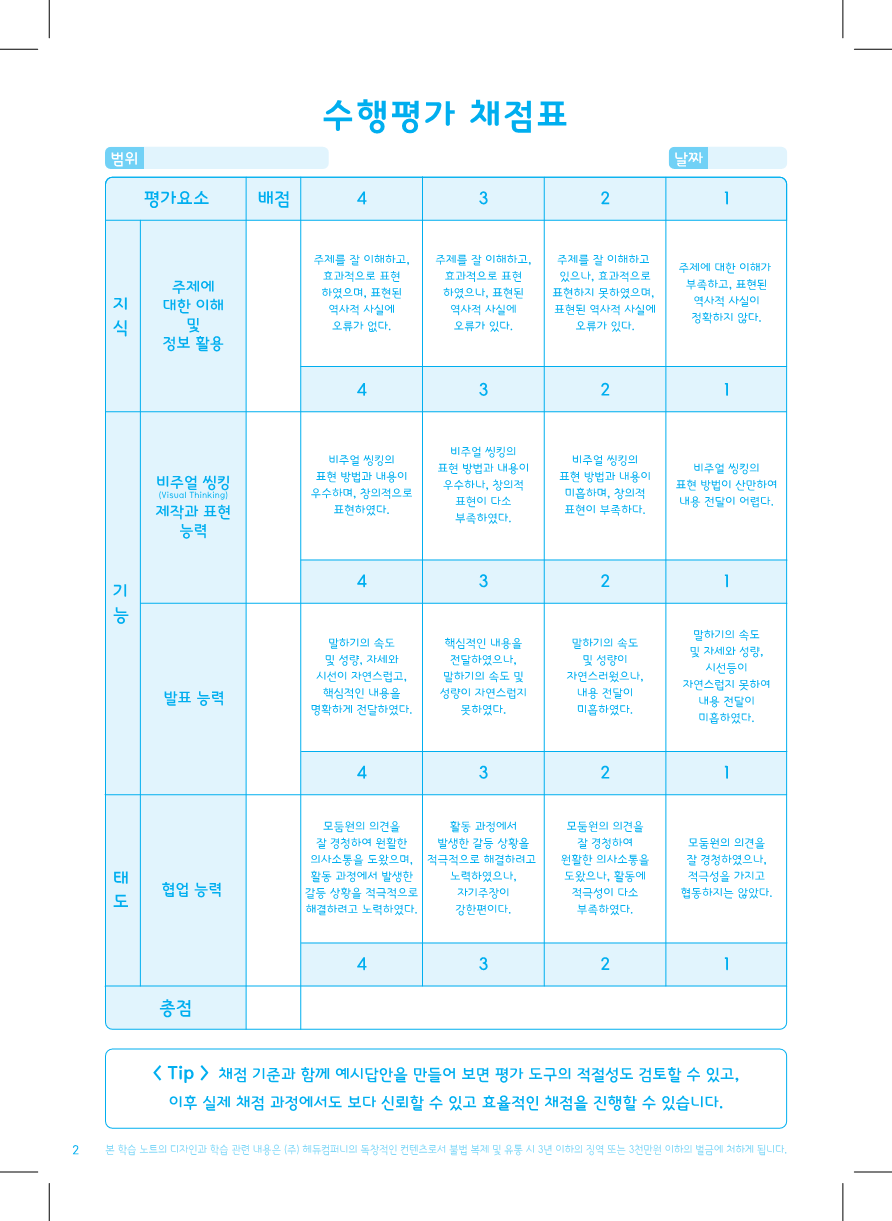 수행평가 채점표
범위
날짜
평가요소 배점 4 3 2 1
지
식
주제에
대한 이해
및
정보 활용
주제를 잘 이해하고,
효과적으로 표현
하였으며, 표현된
역사적 사실에
오류가 없다.
주제를 잘 이해하고,
효과적으로 표현
하였으나, 표현된
역사적 사실에
오류가 있다.
주제를 잘 이해하고
있으나, 효과적으로
표현하지 못하였으며,
표현된 역사적 사실에
오류가 있다.
주제에 대한 이해가
부족하고, 표현된
역사적 사실이
정확하지 않다.
4 3 2 1
기
능
비주얼 씽킹
(Visual Thinking)
제작과 표현
능력
비주얼 씽킹의
표현 방법과 내용이
우수하며, 창의적으로
표현하였다.
비주얼 씽킹의
표현 방법과 내용이
우수하나, 창의적
표현이 다소
부족하였다.
비주얼 씽킹의
표현 방법과 내용이
미흡하며, 창의적
표현이 부족하다.
비주얼 씽킹의
표현 방법이 산만하여
내용 전달이 어렵다.
4 3 2 1
발표 능력
말하기의 속도
및 성량, 자세와
시선이 자연스럽고,
핵심적인 내용을
명확하게 전달하였다.
핵심적인 내용을
전달하였으나,
말하기의 속도 및
성량이 자연스럽지
못하였다.
말하기의 속도
및 성량이
자연스러웠으나,
내용 전달이
미흡하였다.
말하기의 속도
및 자세와 성량,
시선등이
자연스럽지 못하여
내용 전달이
미흡하였다.
4 3 2 1
태
도
협업 능력
모둠원의 의견을
잘 경청하여 원활한
의사소통을 도왔으며,
활동 과정에서 발생한
갈등 상황을 적극적으로
해결하려고 노력하였다.
활동 과정에서
발생한 갈등 상황을
적극적으로 해결하려고
노력하였으나,
자기주장이
강한편이다.
모둠원의 의견을
잘 경청하여
원활한 의사소통을
도왔으나, 활동에
적극성이 다소
부족하였다.
모둠원의 의견을
잘 경청하였으나,
적극성을 가지고
협동하지는 않았다.
4 3 2 1
총점
< Tip > 채점 기준과 함께 예시답안을 만들어 보면 평가 도구의 적절성도 검토할 수 있고,
이후 실제 채점 과정에서도 보다 신뢰할 수 있고 효율적인 채점을 진행할 수 있습니다.
2 본 학습 노트의 디자인과 학습 관련 내용은 (주) 헤듀컴퍼니의 독창적인 컨텐츠로서 불법 복제 및 유통 시 3년 이하의 징역 또는 3천만원 이하의 벌금에 처하게 됩니다.